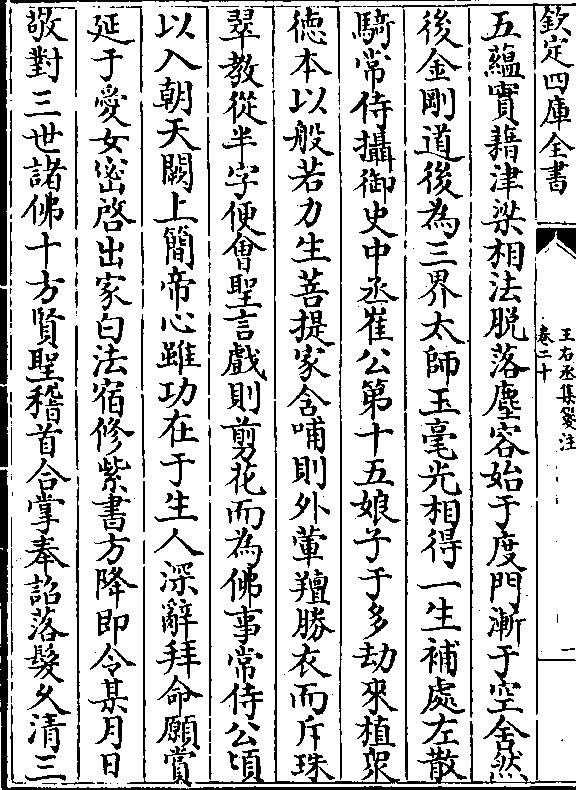 欽定四庫全書
王右丞集箋注
卷二十
一
五蘊實藉津梁相法脱落塵容始于度門漸于空舍然
後金剛道後為三界太師玉毫光相得一生補處左散
騎常侍攝御史中丞崔公第十五娘子于多劫來植衆
徳本以般若力生菩提家含哺則外葷羶勝衣而斥珠
翠教從半字便會聖言戲則剪花而為佛事常侍公頃
以入朝天闕上簡帝心雖功在于生人深辭拜命願賞
延于愛女密啓出家白法宿修紫書方降即令某月日
敬對三世諸佛十方賢聖稽首合掌奉詔落髮久清三